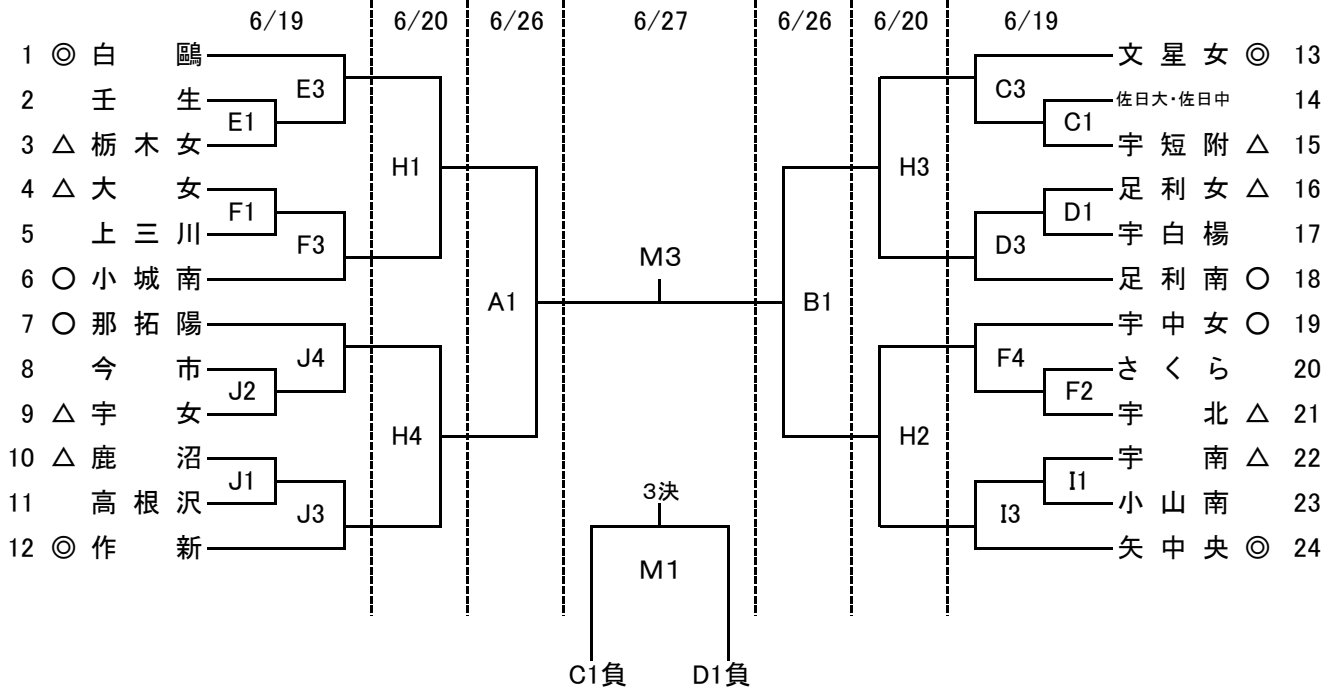 6/19 6/20 6/26 6/27 6/26 6/20 6/19
1 ◎ 白 鷗 文 星 女 ◎ 13
E3 C3
2 壬 生 佐日大・佐日中 14
E1 C1
3 △ 栃 木 女 宇 短 附 △ 15
H1 H3
4 △ 大 女 足 利 女 △ 16
F1 D1
5 上 三 川 宇 白 楊 17
F3 D3
M3
6 ○ 小 城 南 足 利 南 ○ 18
A1 B1
7 ○ 那 拓 陽 宇 中 女 ○ 19
J4 F4
8 今 市 さ く ら 20
J2 F2
9 △ 宇 女 宇 北 △ 21
H4 H2
10 △ 鹿 沼 宇 南 △ 22
J1 I1
11 高 根 沢 3決 小 山 南 23
J3 I3
12 ◎ 作 新 矢 中 央 ◎ 24
M1
C1負 D1負